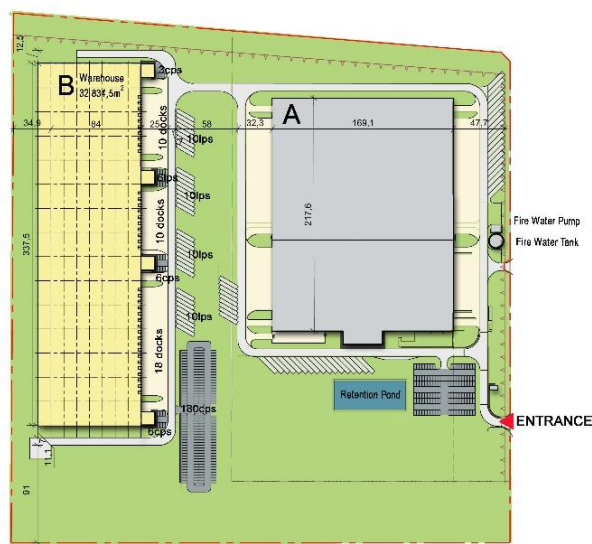 12,5
B
Warehouse
32 834,5m²
3cps
A
34,9
84
25
58
32,3
169,1
47,7
10 docks
10lps
10lps
10 docks
217,6
Fire Water Pump
Fire Water Tank
337,5
10lps
6cps
10lps
18 docks
Retention Pond
180cps
6cps
ENTRANCE
11,1
91